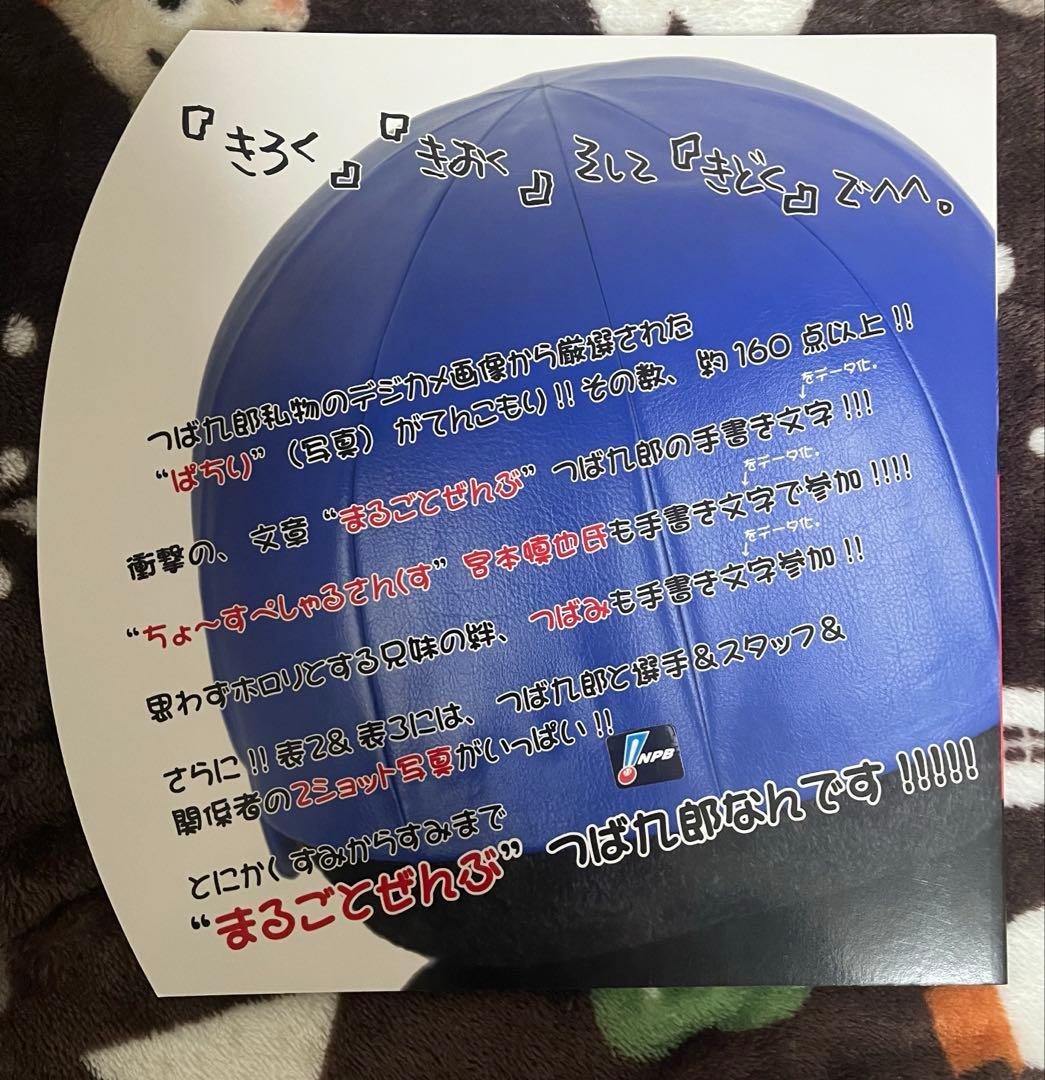 『きろく』『きおく』そして『きどく』でへへ。
つば九郎私物のデジカメ画像から厳選された
“ぱちり”（写真）がてんこもり!!その数、約160点以上!!
↓をデータ化。
衝撃の、文章“まるごとぜんぶ”つば九郎の手書き文字!!!
↓をデータ化。
“ちょ〜すぺしゃるさんくす”宮本慎也氏も手書き文字で参加!!!!
↓をデータ化。
思わずホロリとする兄妹の絆、つばみも手書き文字参加!!
さらに!!表2&表3には、つば九郎と選手&スタッフ&
関係者の2ショット写真がいっぱい!!
NPB
とにかくすみからすみまで
“まるごとぜんぶ”つば九郎なんです!!!!!